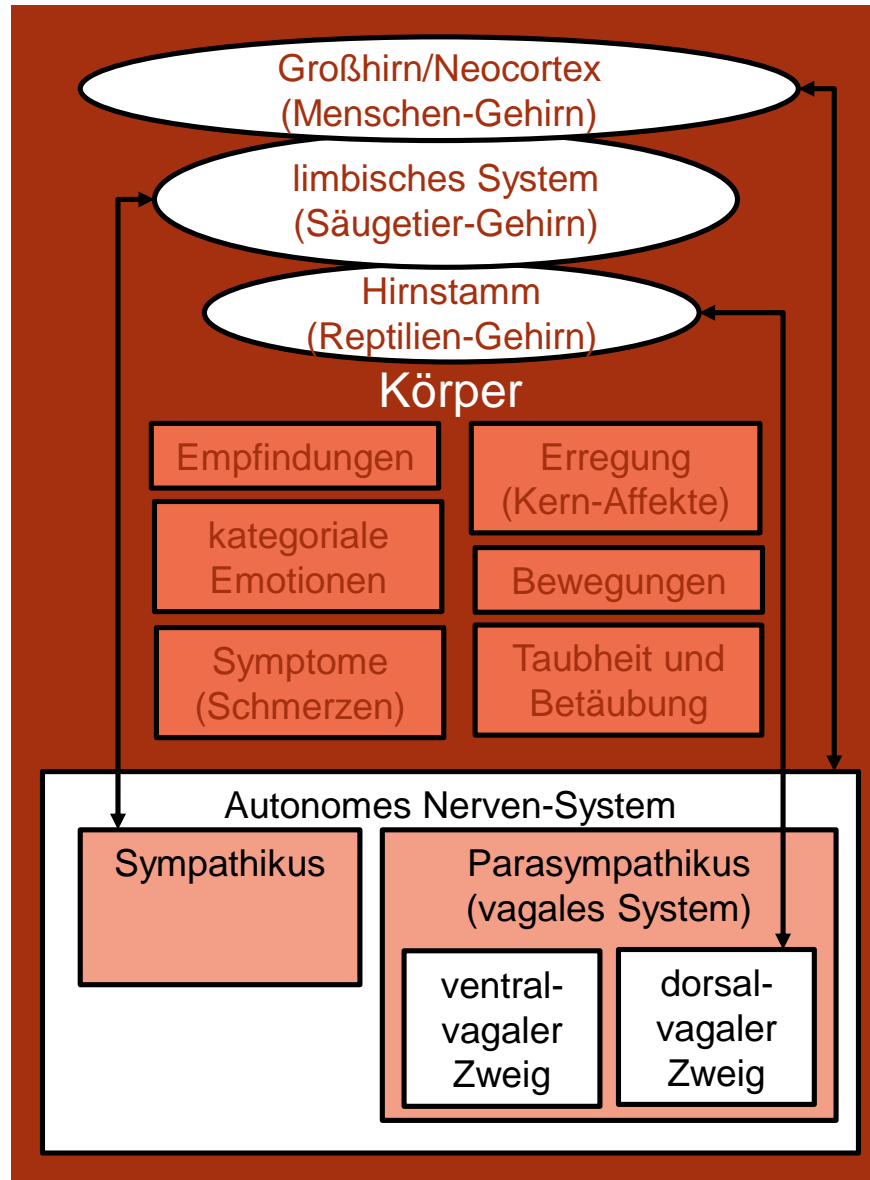 Großhirn/Neocortex
(Menschen-Gehirn)
limbisches System
(Säugetier-Gehirn)
Hirnstamm
(Reptilien-Gehirn)
Körper
Empfindungen
Erregung
(Kern-Affekte)
kategoriale
Emotionen
Bewegungen
Symptome
(Schmerzen)
Taubheit und
Betäubung
Autonomes Nerven-System
Sympathikus
Parasympathikus
(vagales System)
ventral-
vagaler
Zweig
dorsal-
vagaler
Zweig